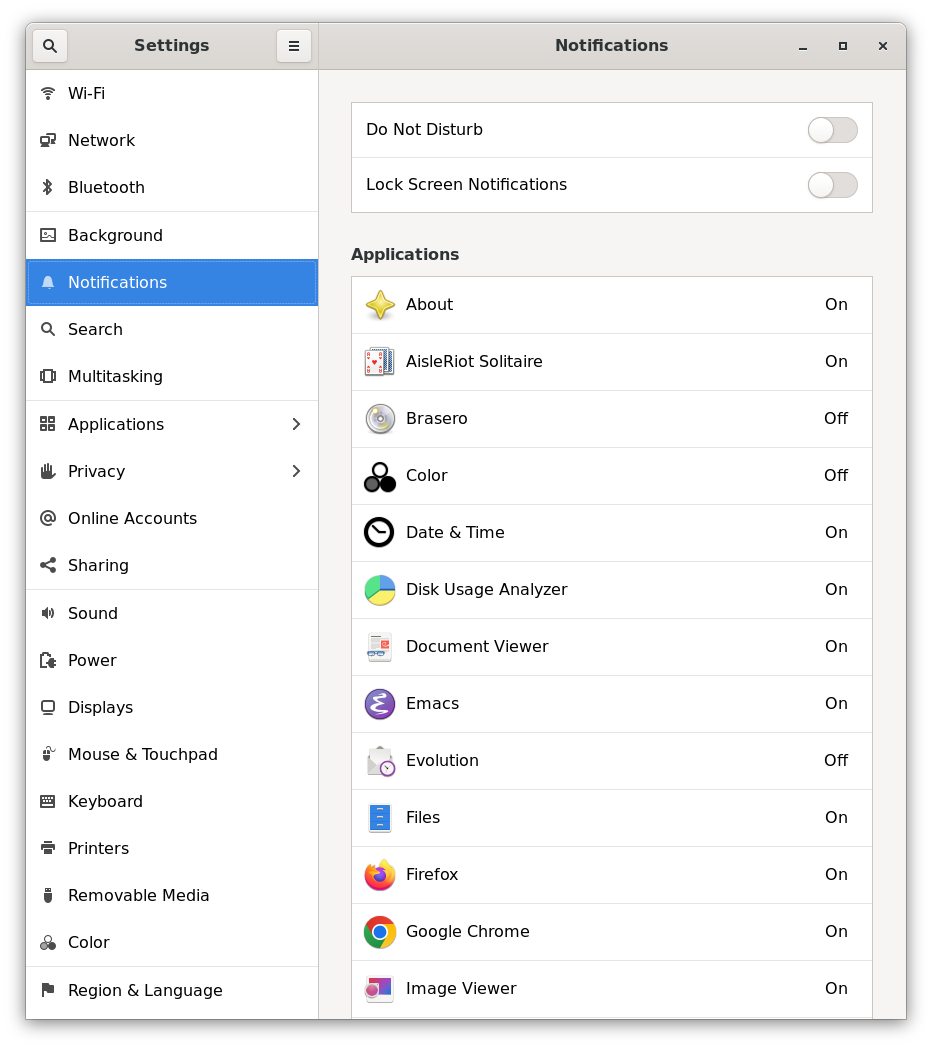 Settings
Notifications
Wi-Fi
Network
Bluetooth
Background
Notifications
Search
Multitasking
Applications
Privacy
Online Accounts
Sharing
Sound
Power
Displays
Mouse & Touchpad
Keyboard
Printers
Removable Media
Color
Region & Language
Do Not Disturb
Lock Screen Notifications
Applications
About On
AisleRiot Solitaire On
Brasero Off
Color Off
Date & Time On
Disk Usage Analyzer On
Document Viewer On
Emacs On
Evolution Off
Files On
Firefox On
Google Chrome On
Image Viewer On